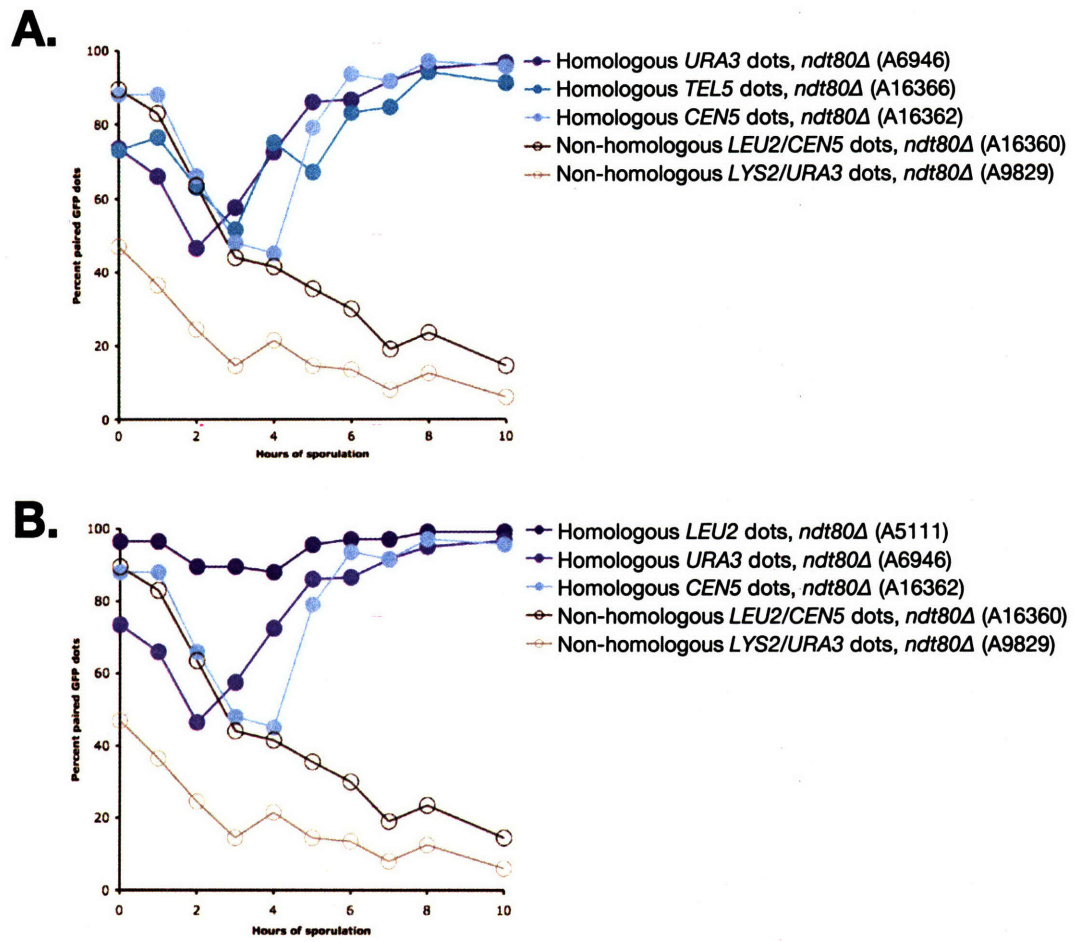 A.
100
80
60
40
20
0
Percent paired GFP dots
0 2 4 6 8 10
Hours of sporulation
Homologous URA3 dots, ndt80Δ (A6946)
Homologous TEL5 dots, ndt80Δ (A16366)
Homologous CEN5 dots, ndt80Δ (A16362)
Non-homologous LEU2/CEN5 dots, ndt80Δ (A16360)
Non-homologous LYS2/URA3 dots, ndt80Δ (A9829)
B.
100
80
60
40
20
0
Percent paired GFP dots
0 2 4 6 8 10
Hours of sporulation
Homologous LEU2 dots, ndt80Δ (A5111)
Homologous URA3 dots, ndt80Δ (A6946)
Homologous CEN5 dots, ndt80Δ (A16362)
Non-homologous LEU2/CEN5 dots, ndt80Δ (A16360)
Non-homologous LYS2/URA3 dots, ndt80Δ (A9829)